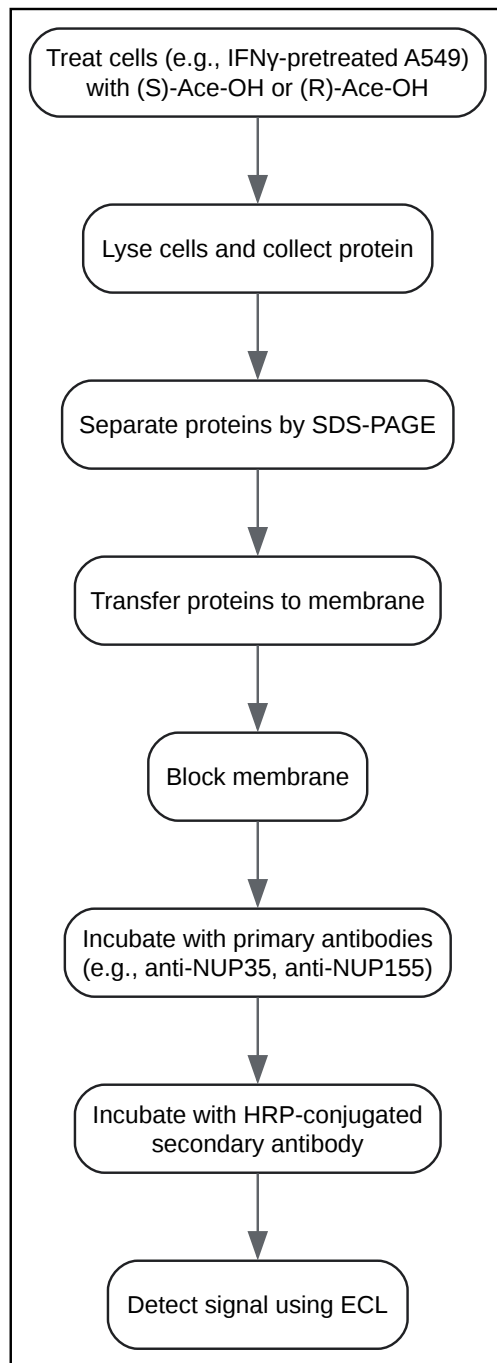 Treat cells (e.g., IFNγ-pretreated A549)
with (S)-Ace-OH or (R)-Ace-OH
Lyse cells and collect protein
Separate proteins by SDS-PAGE
Transfer proteins to membrane
Block membrane
Incubate with primary antibodies
(e.g., anti-NUP35, anti-NUP155)
Incubate with HRP-conjugated
secondary antibody
Detect signal using ECL